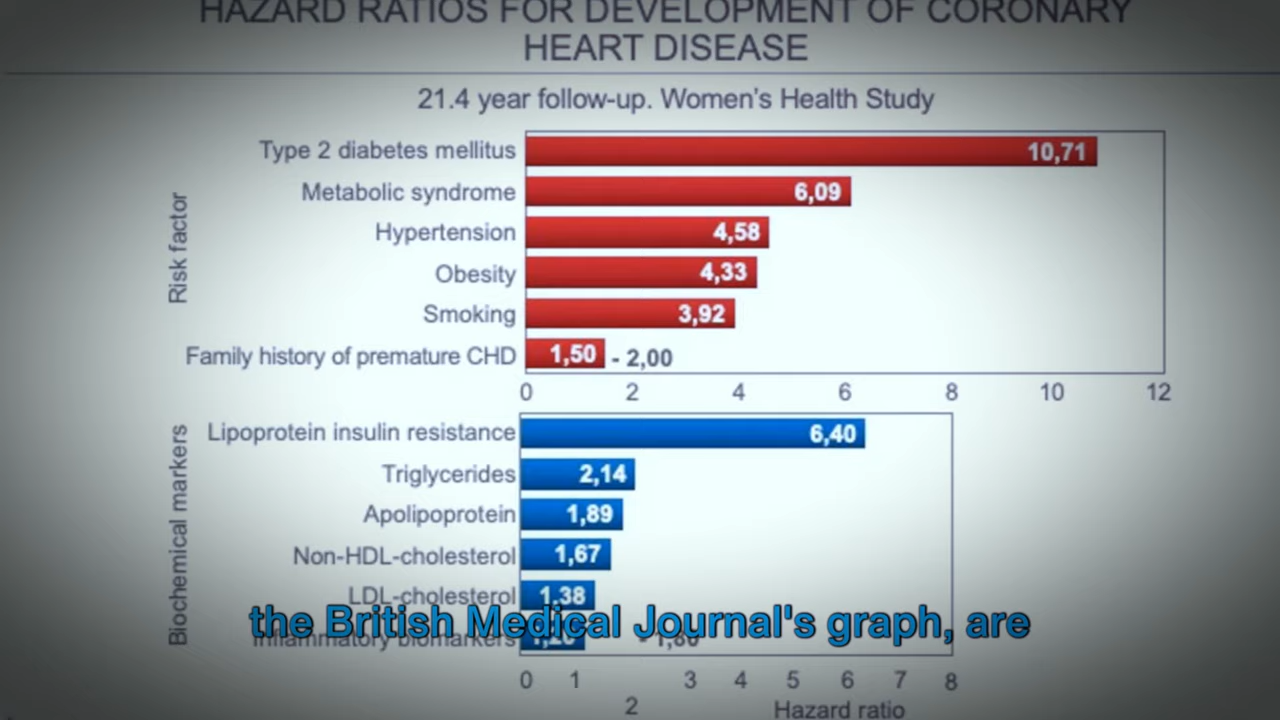 HAZARD RATIOS FOR DEVELOPMENT OF CORONARY
HEART DISEASE
21.4 year follow-up. Women's Health Study
Risk factor
Type 2 diabetes mellitus 10,71
Metabolic syndrome 6,09
Hypertension 4,58
Obesity 4,33
Smoking 3,92
Family history of premature CHD 1,50 - 2,00
0 2 4 6 8 10 12
Biochemical markers
Lipoprotein insulin resistance 6,40
Triglycerides 2,14
Apolipoprotein 1,89
Non-HDL-cholesterol 1,67
LDL-cholesterol 1,38
the British Medical Journal's graph, are
Inflammatory biomarkers - 1,80
0 1 2 3 4 5 6 7 8
Hazard ratio